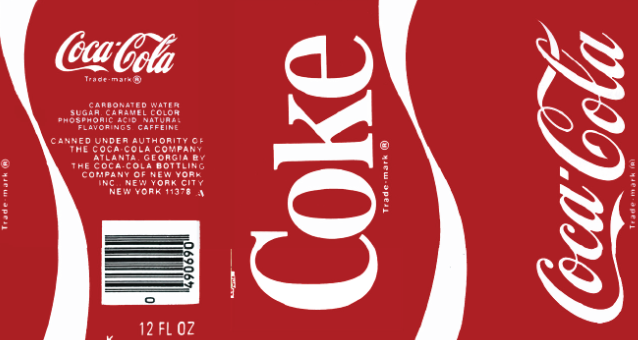 Trade-mark ®
Coca-Cola
Trade-mark ®
CARBONATED WATER
SUGAR CARAMEL COLOR
PHOSPHORIC ACID NATURAL
FLAVORINGS CAFFEINE
CANNED UNDER AUTHORITY OF
THE COCA-COLA COMPANY
ATLANTA, GEORGIA BY
THE COCA-COLA BOTTLING
COMPANY OF NEW YORK
INC., NEW YORK CITY
NEW YORK 11378 A
0 490690
12 FL OZ
Coke
Trade-mark ®
Coca-Cola
Trade-mark ®